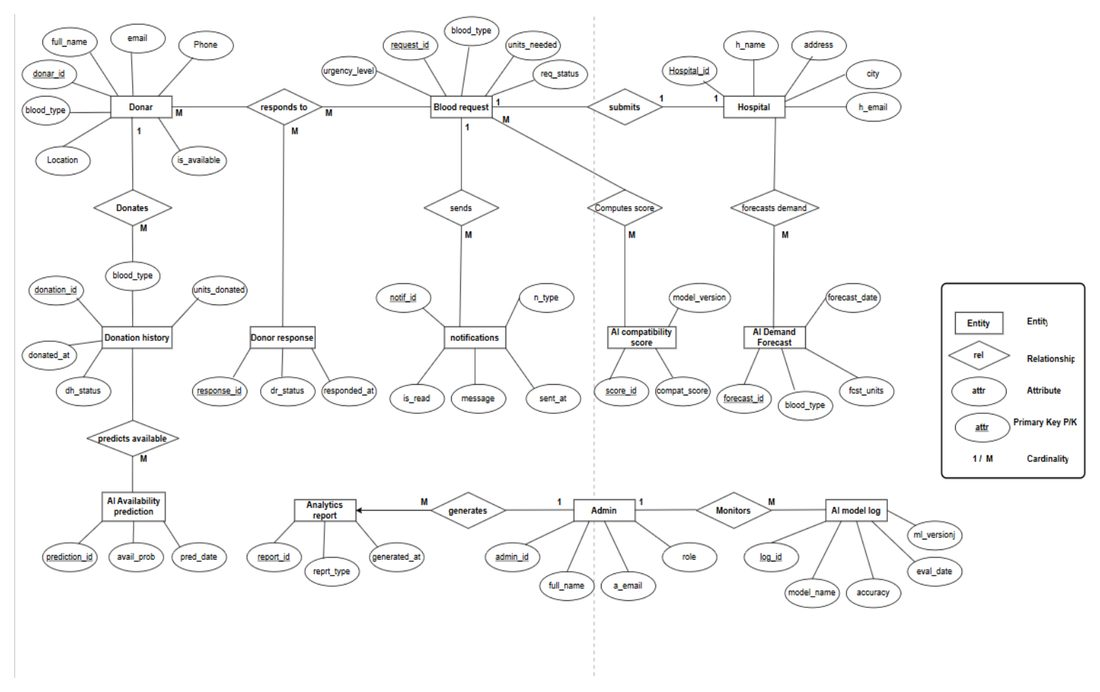 full_name
email
Phone
donar_id
blood_type
Donar
M
1
Location
is_available
responds to
M
M
urgency_level
request_id
blood_type
units_needed
req_status
Blood request
1
M
1
submits
1
1
Hospital_id
h_name
address
city
h_email
Hospital
Donates
M
sends
M
Computes score
M
forecasts demand
M
donation_id
blood_type
units_donated
Donation history
donated_at
dh_status
Donor response
response_id
dr_status
responded_at
notif_id
n_type
notifications
is_read
message
sent_at
model_version
AI compatibility
score
score_id
compat_score
forecast_date
AI Demand
Forecast
forecast_id
blood_type
fcst_units
Entity
Entity
rel
Relationship
attr
Attribute
attr
Primary Key P/K
1 / M
Cardinality
predicts available
M
AI Availability
prediction
prediction_id
avail_prob
pred_date
Analytics
report
report_id
reprt_type
generated_at
M
generates
1
Admin
1
admin_id
full_name
a_email
role
Monitors
M
AI model log
log_id
model_name
accuracy
eval_date
ml_versionj